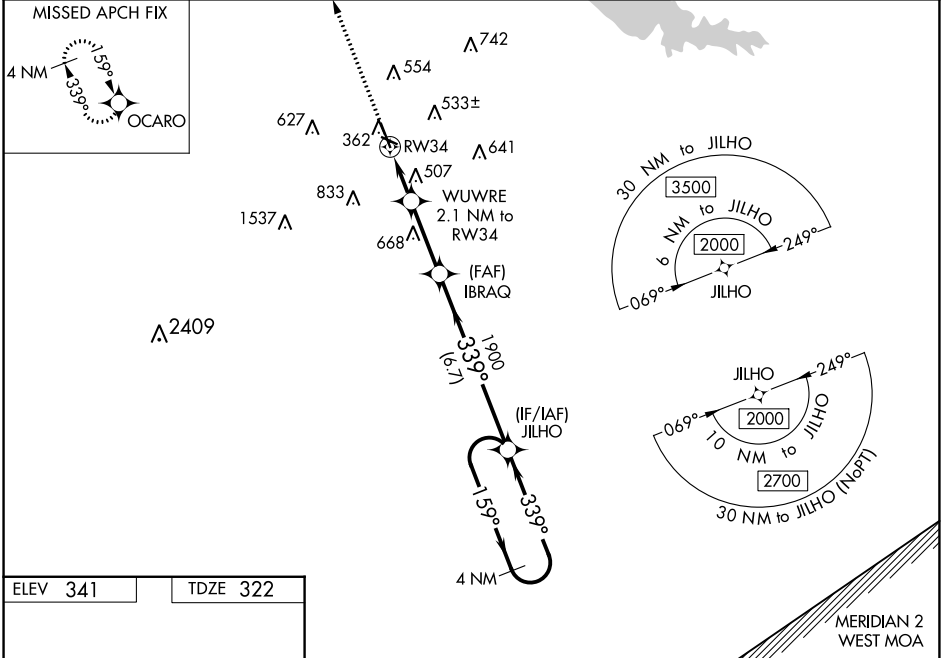 MISSED APCH FIX
4 NM
159°
339°
OCARO
742
554
533±
627
362
RW34
641
507
833
WUWRE
2.1 NM to
RW34
1537
668
(FAF)
IBRAQ
2409
1900
339°
(6.7)
(IF/IAF)
JILHO
159°
339°
4 NM
30 NM to JILHO
3500
6 NM to JILHO
2000
249°
069°
JILHO
JILHO
249°
069°
2000
10 NM to JILHO
2700
30 NM to JILHO (NoPT)
ELEV 341
TDZE 322
MERIDIAN 2
WEST MOA